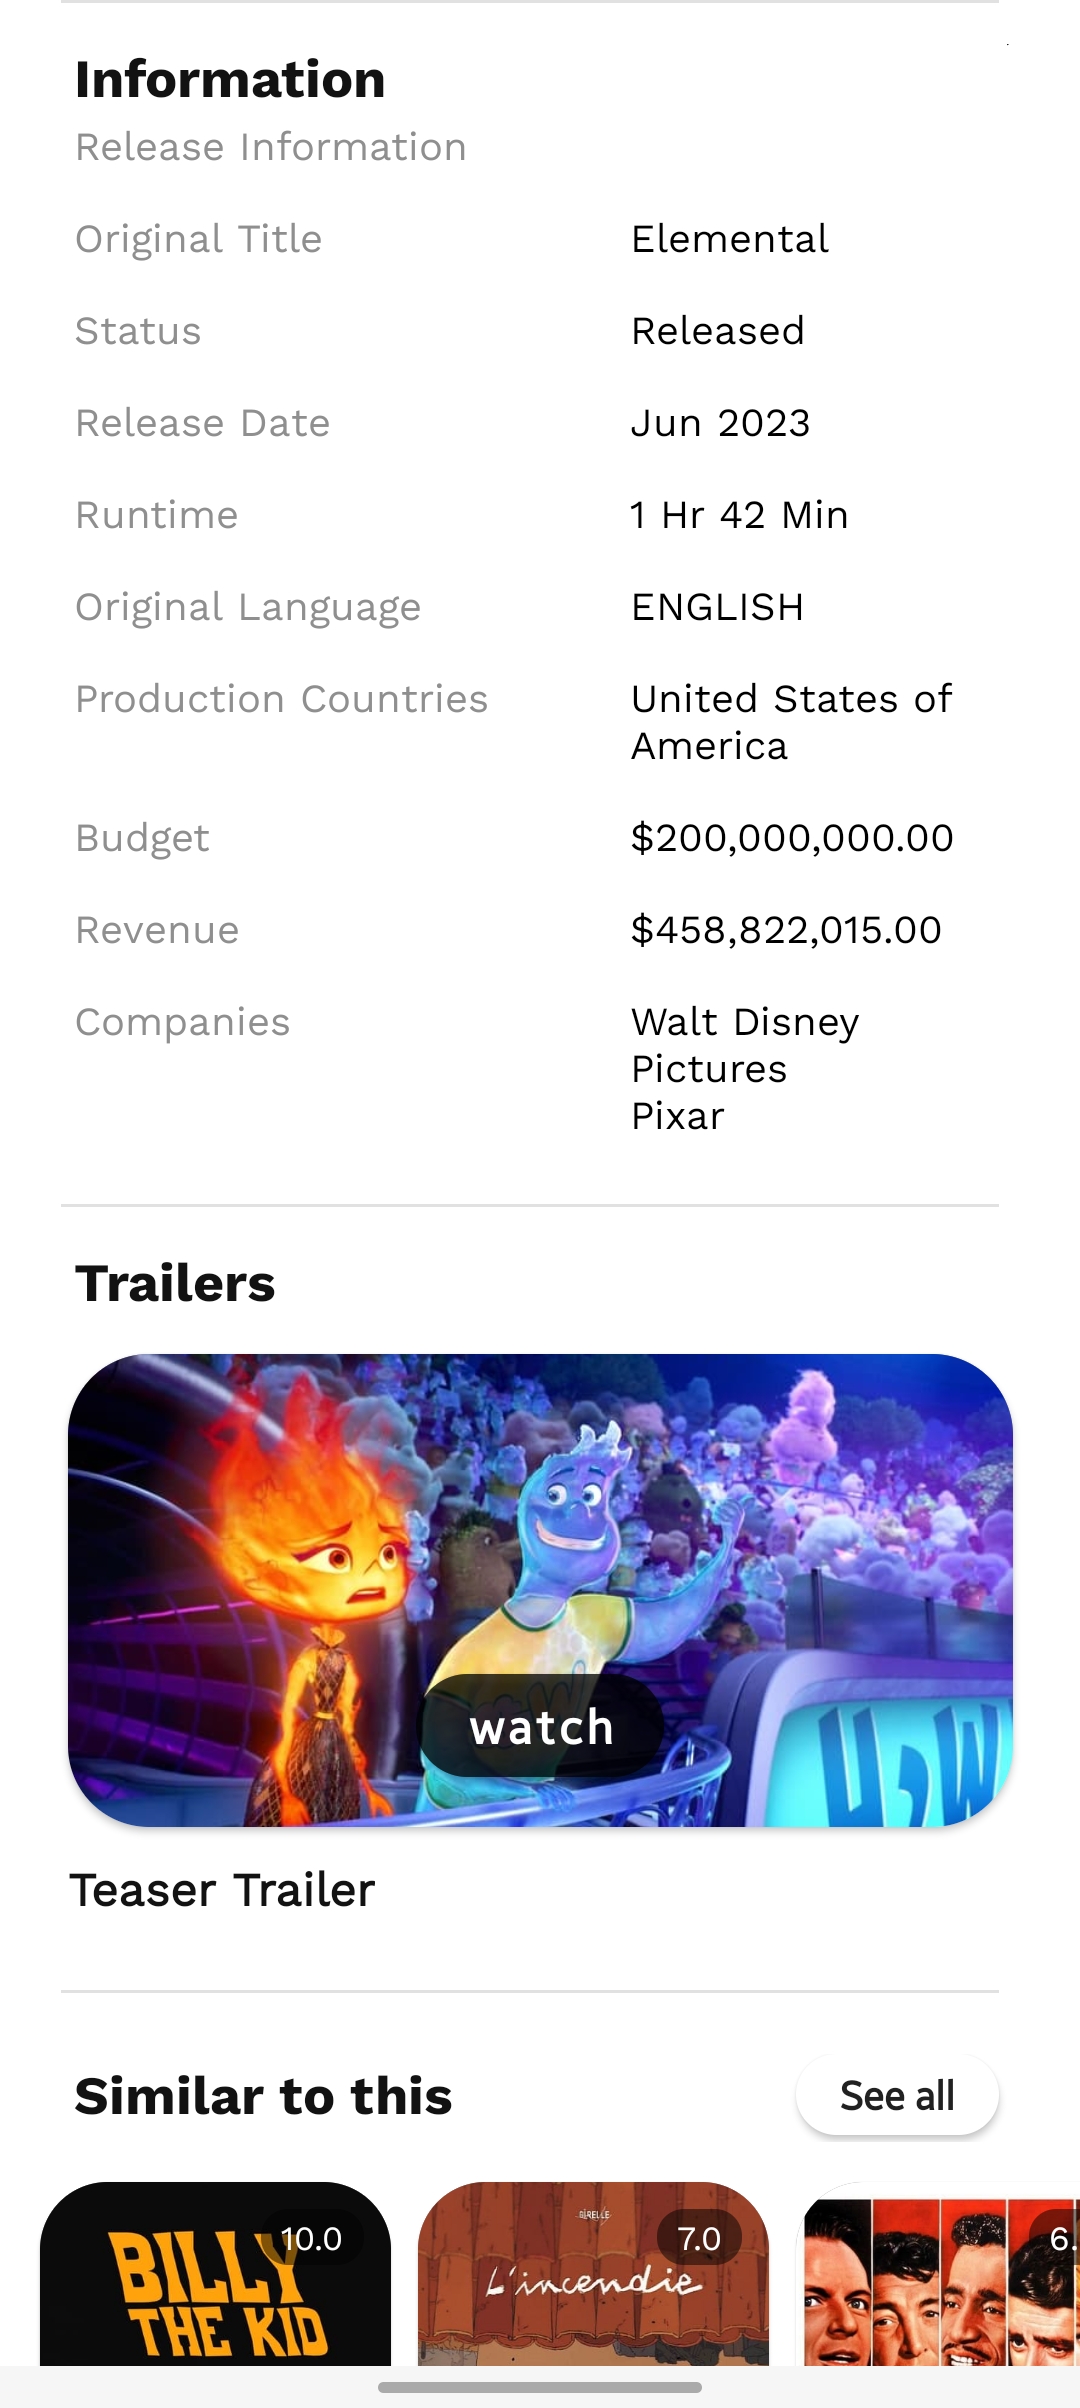 Information
Release Information
Original Title Elemental
Status Released
Release Date Jun 2023
Runtime 1 Hr 42 Min
Original Language ENGLISH
Production Countries United States of
America
Budget $200,000,000.00
Revenue $458,822,015.00
Companies Walt Disney
Pictures
Pixar
Trailers
watch
Teaser Trailer
Similar to this See all
BILLY
THE KID
10.0
7.0
L'incendie
6.